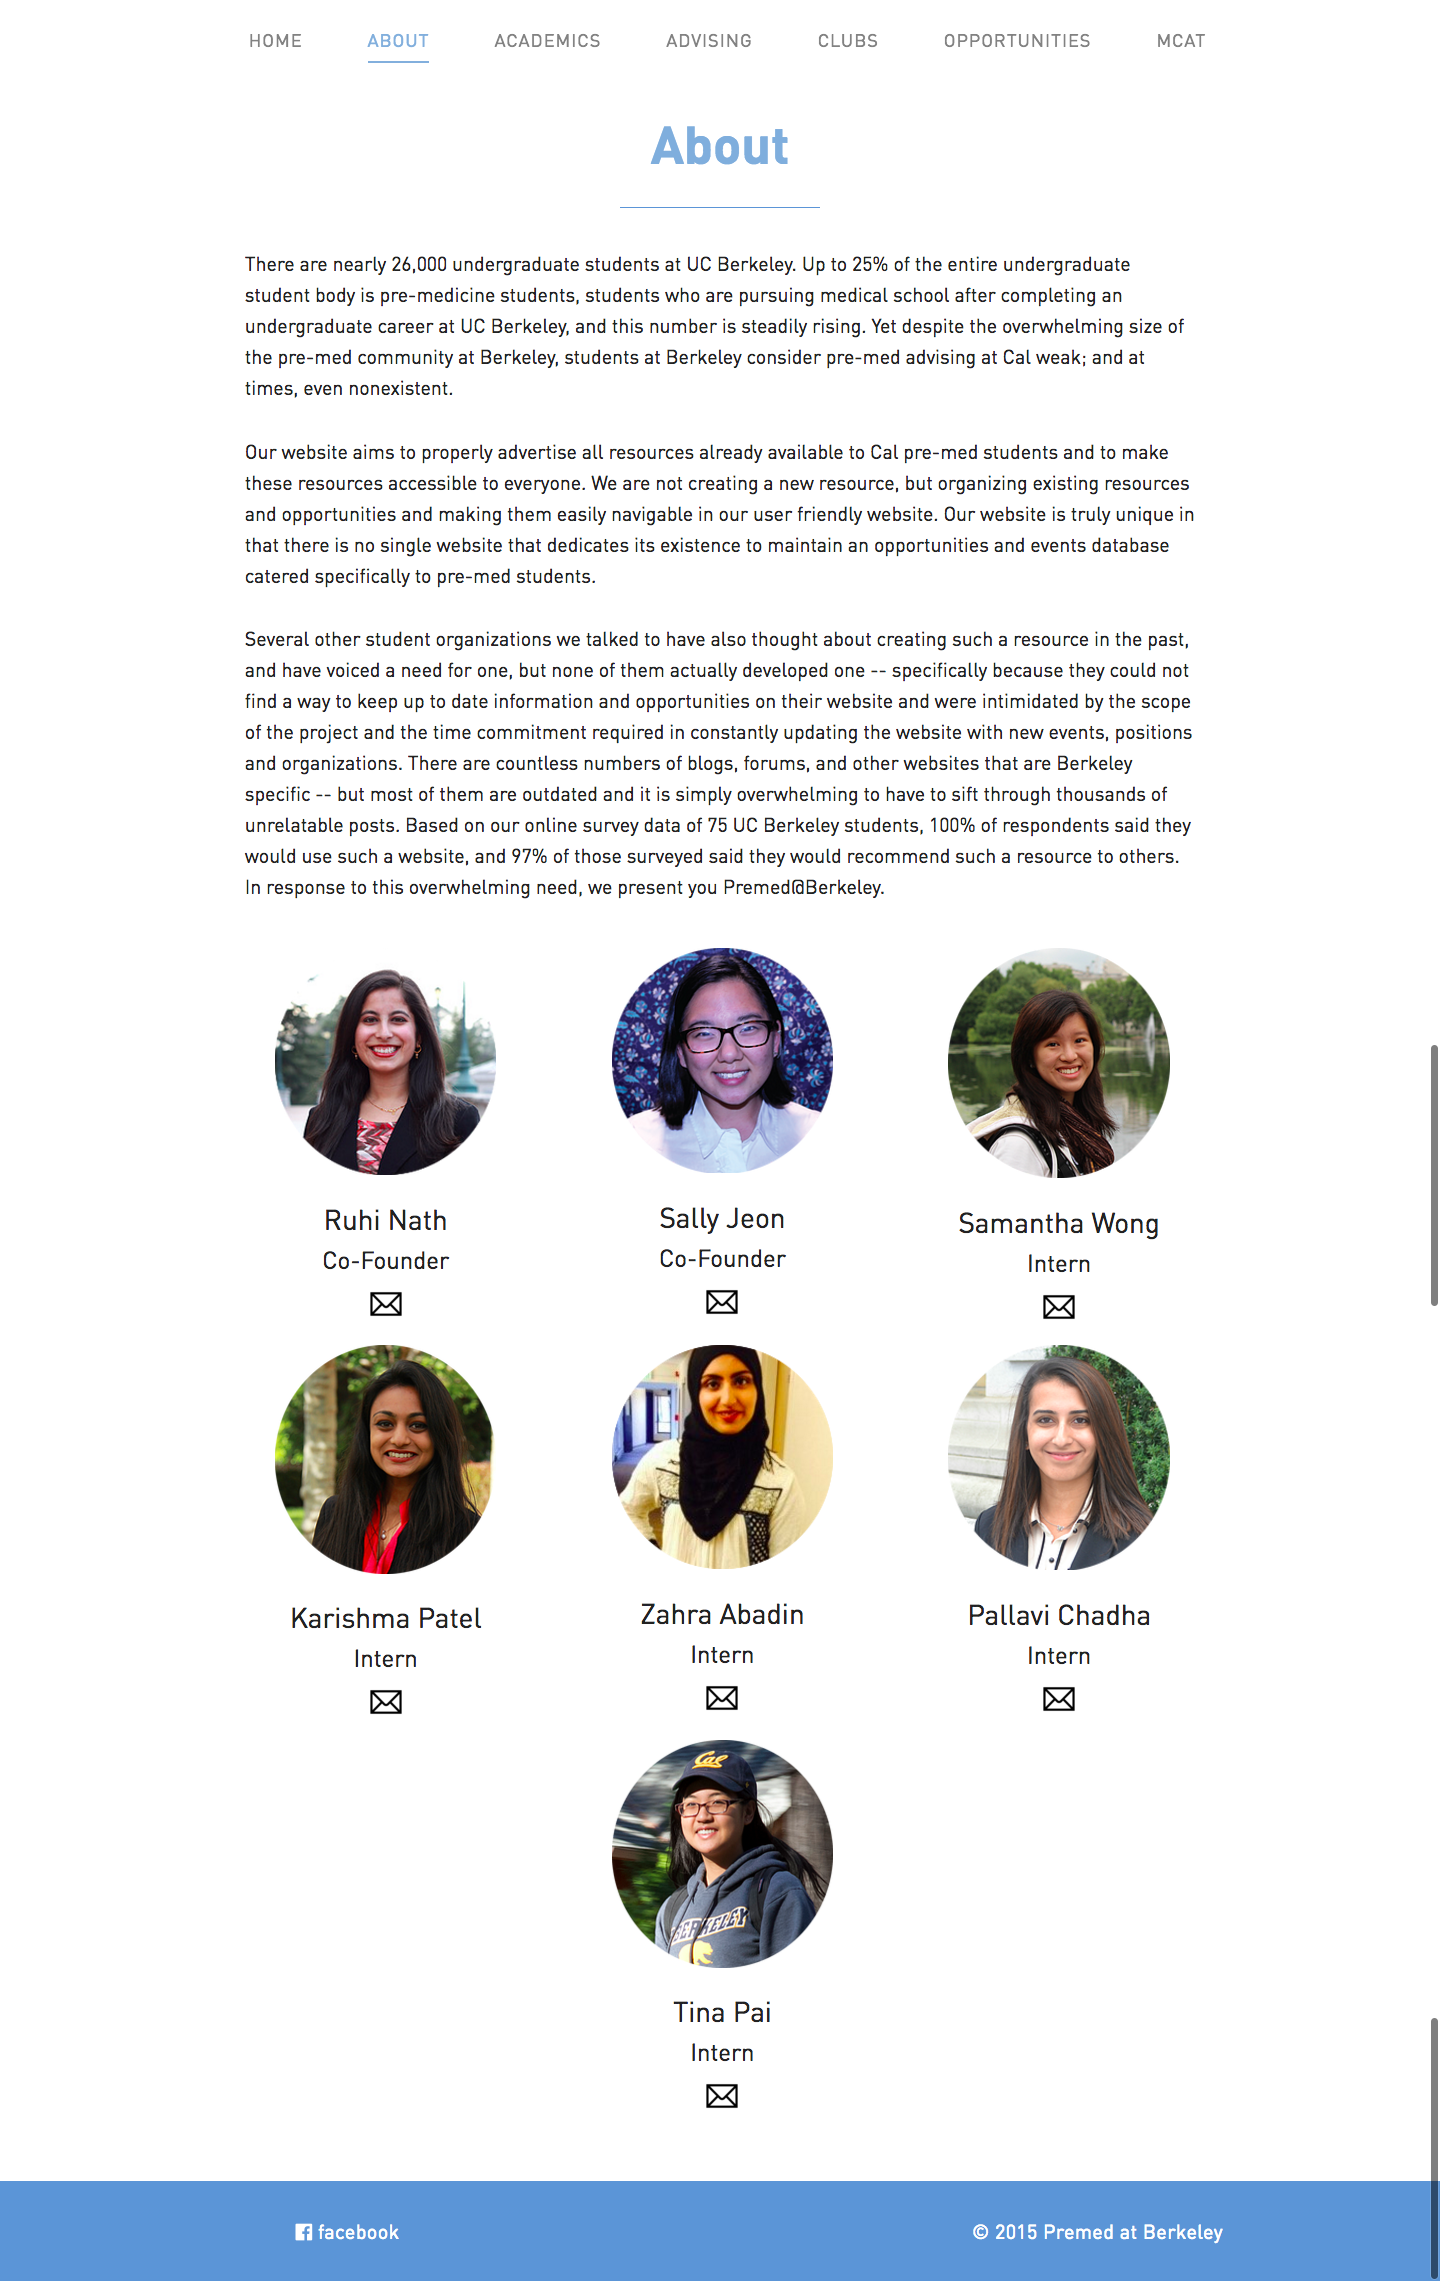 HOME ABOUT ACADEMICS ADVISING CLUBS OPPORTUNITIES MCAT
About
There are nearly 26,000 undergraduate students at UC Berkeley. Up to 25% of the entire undergraduate
student body is pre-medicine students, students who are pursuing medical school after completing an
undergraduate career at UC Berkeley, and this number is steadily rising. Yet despite the overwhelming size of
the pre-med community at Berkeley, students at Berkeley consider pre-med advising at Cal weak; and at
times, even nonexistent.
Our website aims to properly advertise all resources already available to Cal pre-med students and to make
these resources accessible to everyone. We are not creating a new resource, but organizing existing resources
and opportunities and making them easily navigable in our user friendly website. Our website is truly unique in
that there is no single website that dedicates its existence to maintain an opportunities and events database
catered specifically to pre-med students.
Several other student organizations we talked to have also thought about creating such a resource in the past,
and have voiced a need for one, but none of them actually developed one -- specifically because they could not
find a way to keep up to date information and opportunities on their website and were intimidated by the scope
of the project and the time commitment required in constantly updating the website with new events, positions
and organizations. There are countless numbers of blogs, forums, and other websites that are Berkeley
specific -- but most of them are outdated and it is simply overwhelming to have to sift through thousands of
unrelatable posts. Based on our online survey data of 75 UC Berkeley students, 100% of respondents said they
would use such a website, and 97% of those surveyed said they would recommend such a resource to others.
In response to this overwhelming need, we present you Premed@Berkeley.
Ruhi Nath
Co-Founder
Sally Jeon
Co-Founder
Samantha Wong
Intern
Karishma Patel
Intern
Zahra Abadin
Intern
Pallavi Chadha
Intern
Cal
BERKELEY
Tina Pai
Intern
facebook
© 2015 Premed at Berkeley